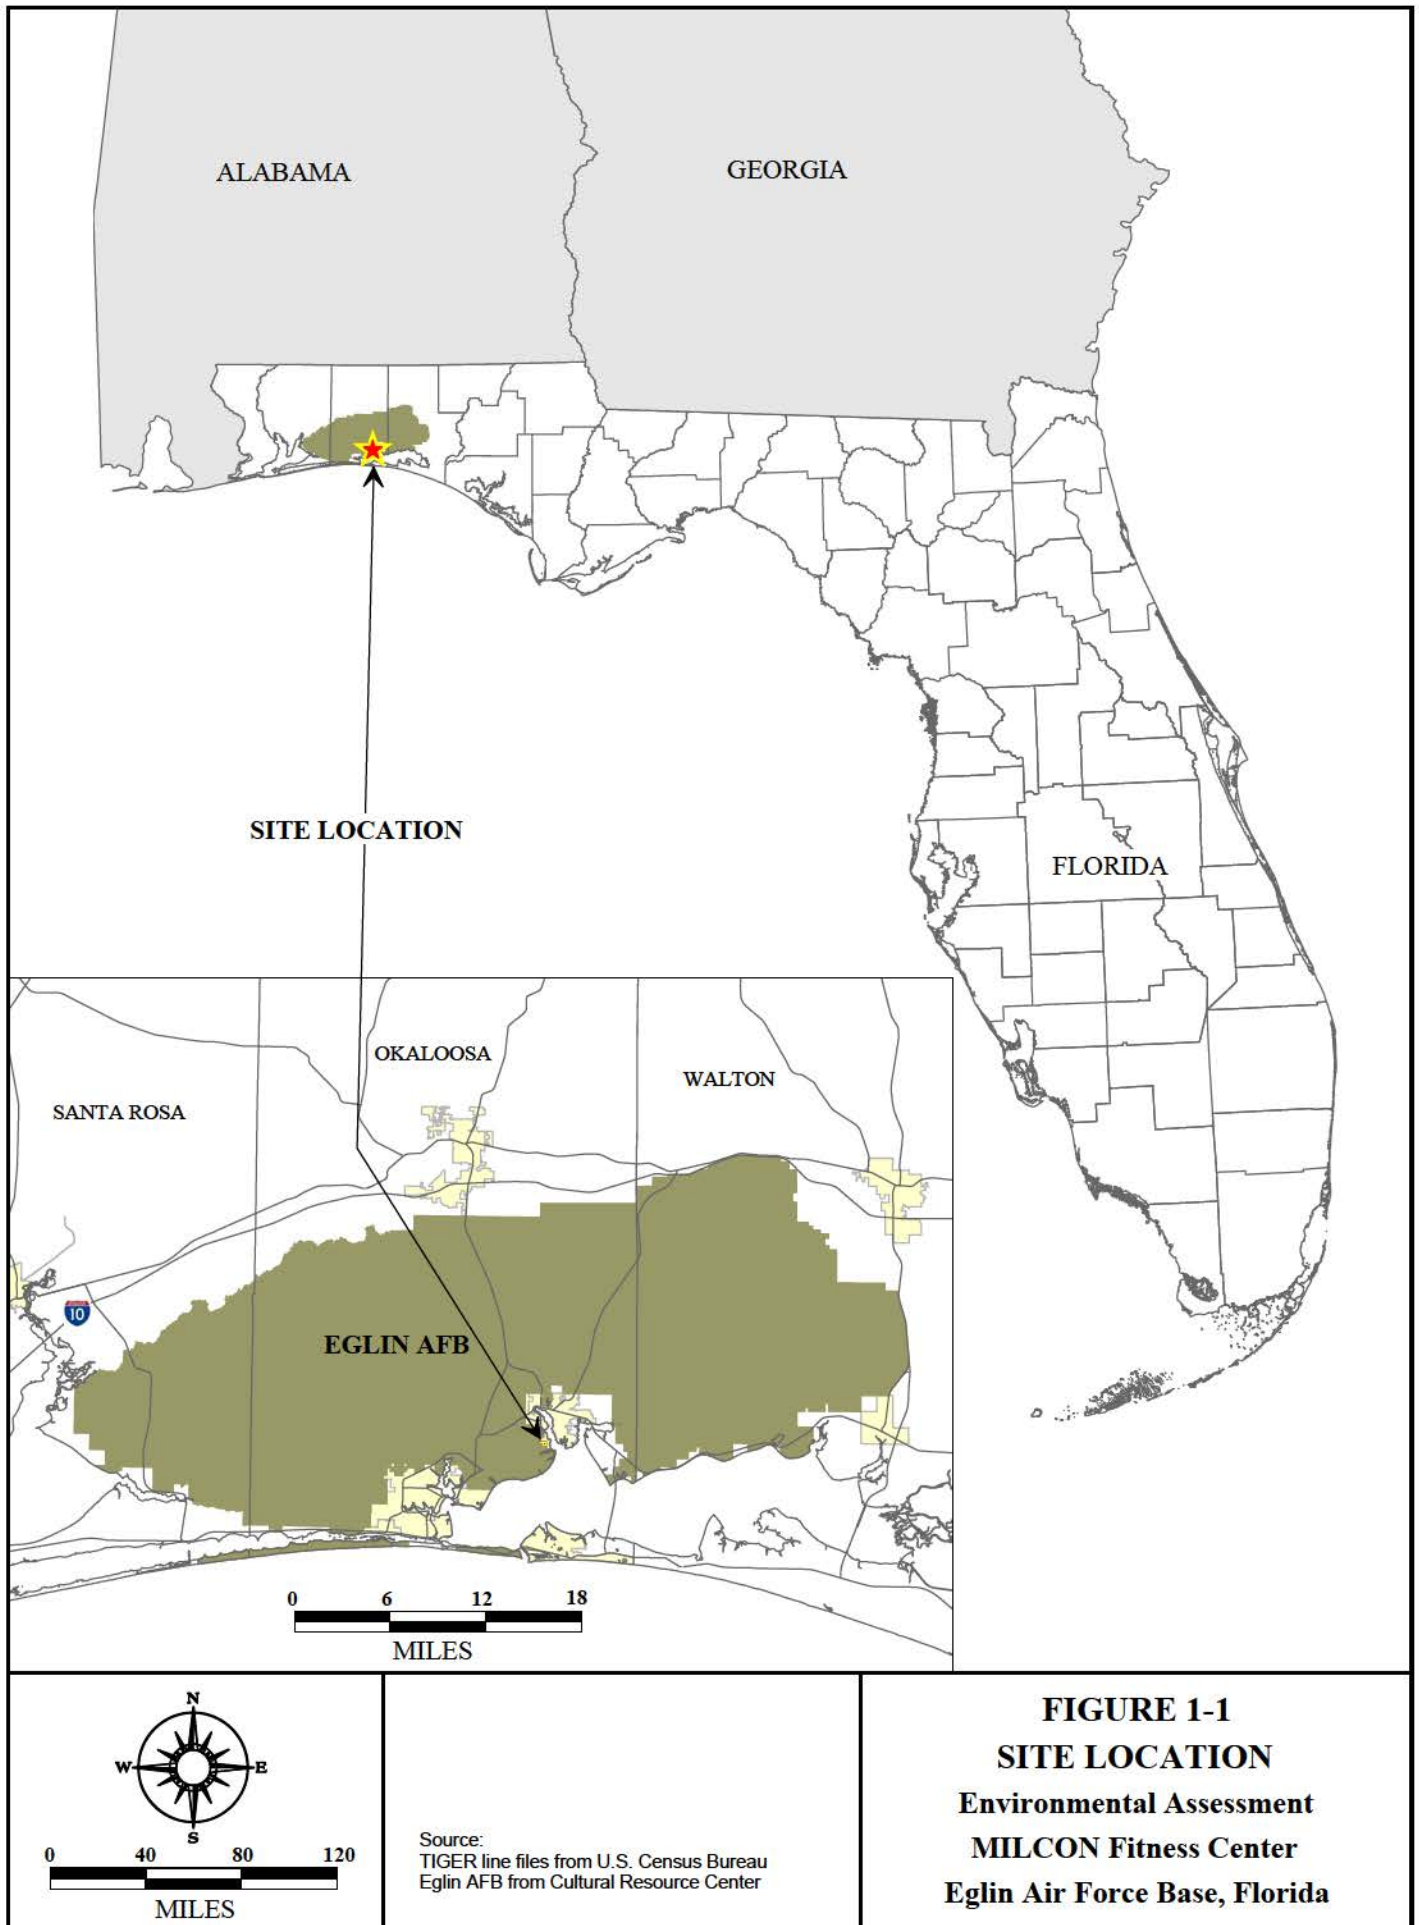 ALABAMA
GEORGIA
SITE LOCATION
FLORIDA
OKALOOSA
WALTON
SANTA ROSA
10
EGLIN AFB
0 6 12 18
MILES
N
W E
S
0 40 80 120
MILES
Source:
TIGER line files from U.S. Census Bureau
Eglin AFB from Cultural Resource Center
FIGURE 1-1
SITE LOCATION
Environmental Assessment
MILCON Fitness Center
Eglin Air Force Base, Florida